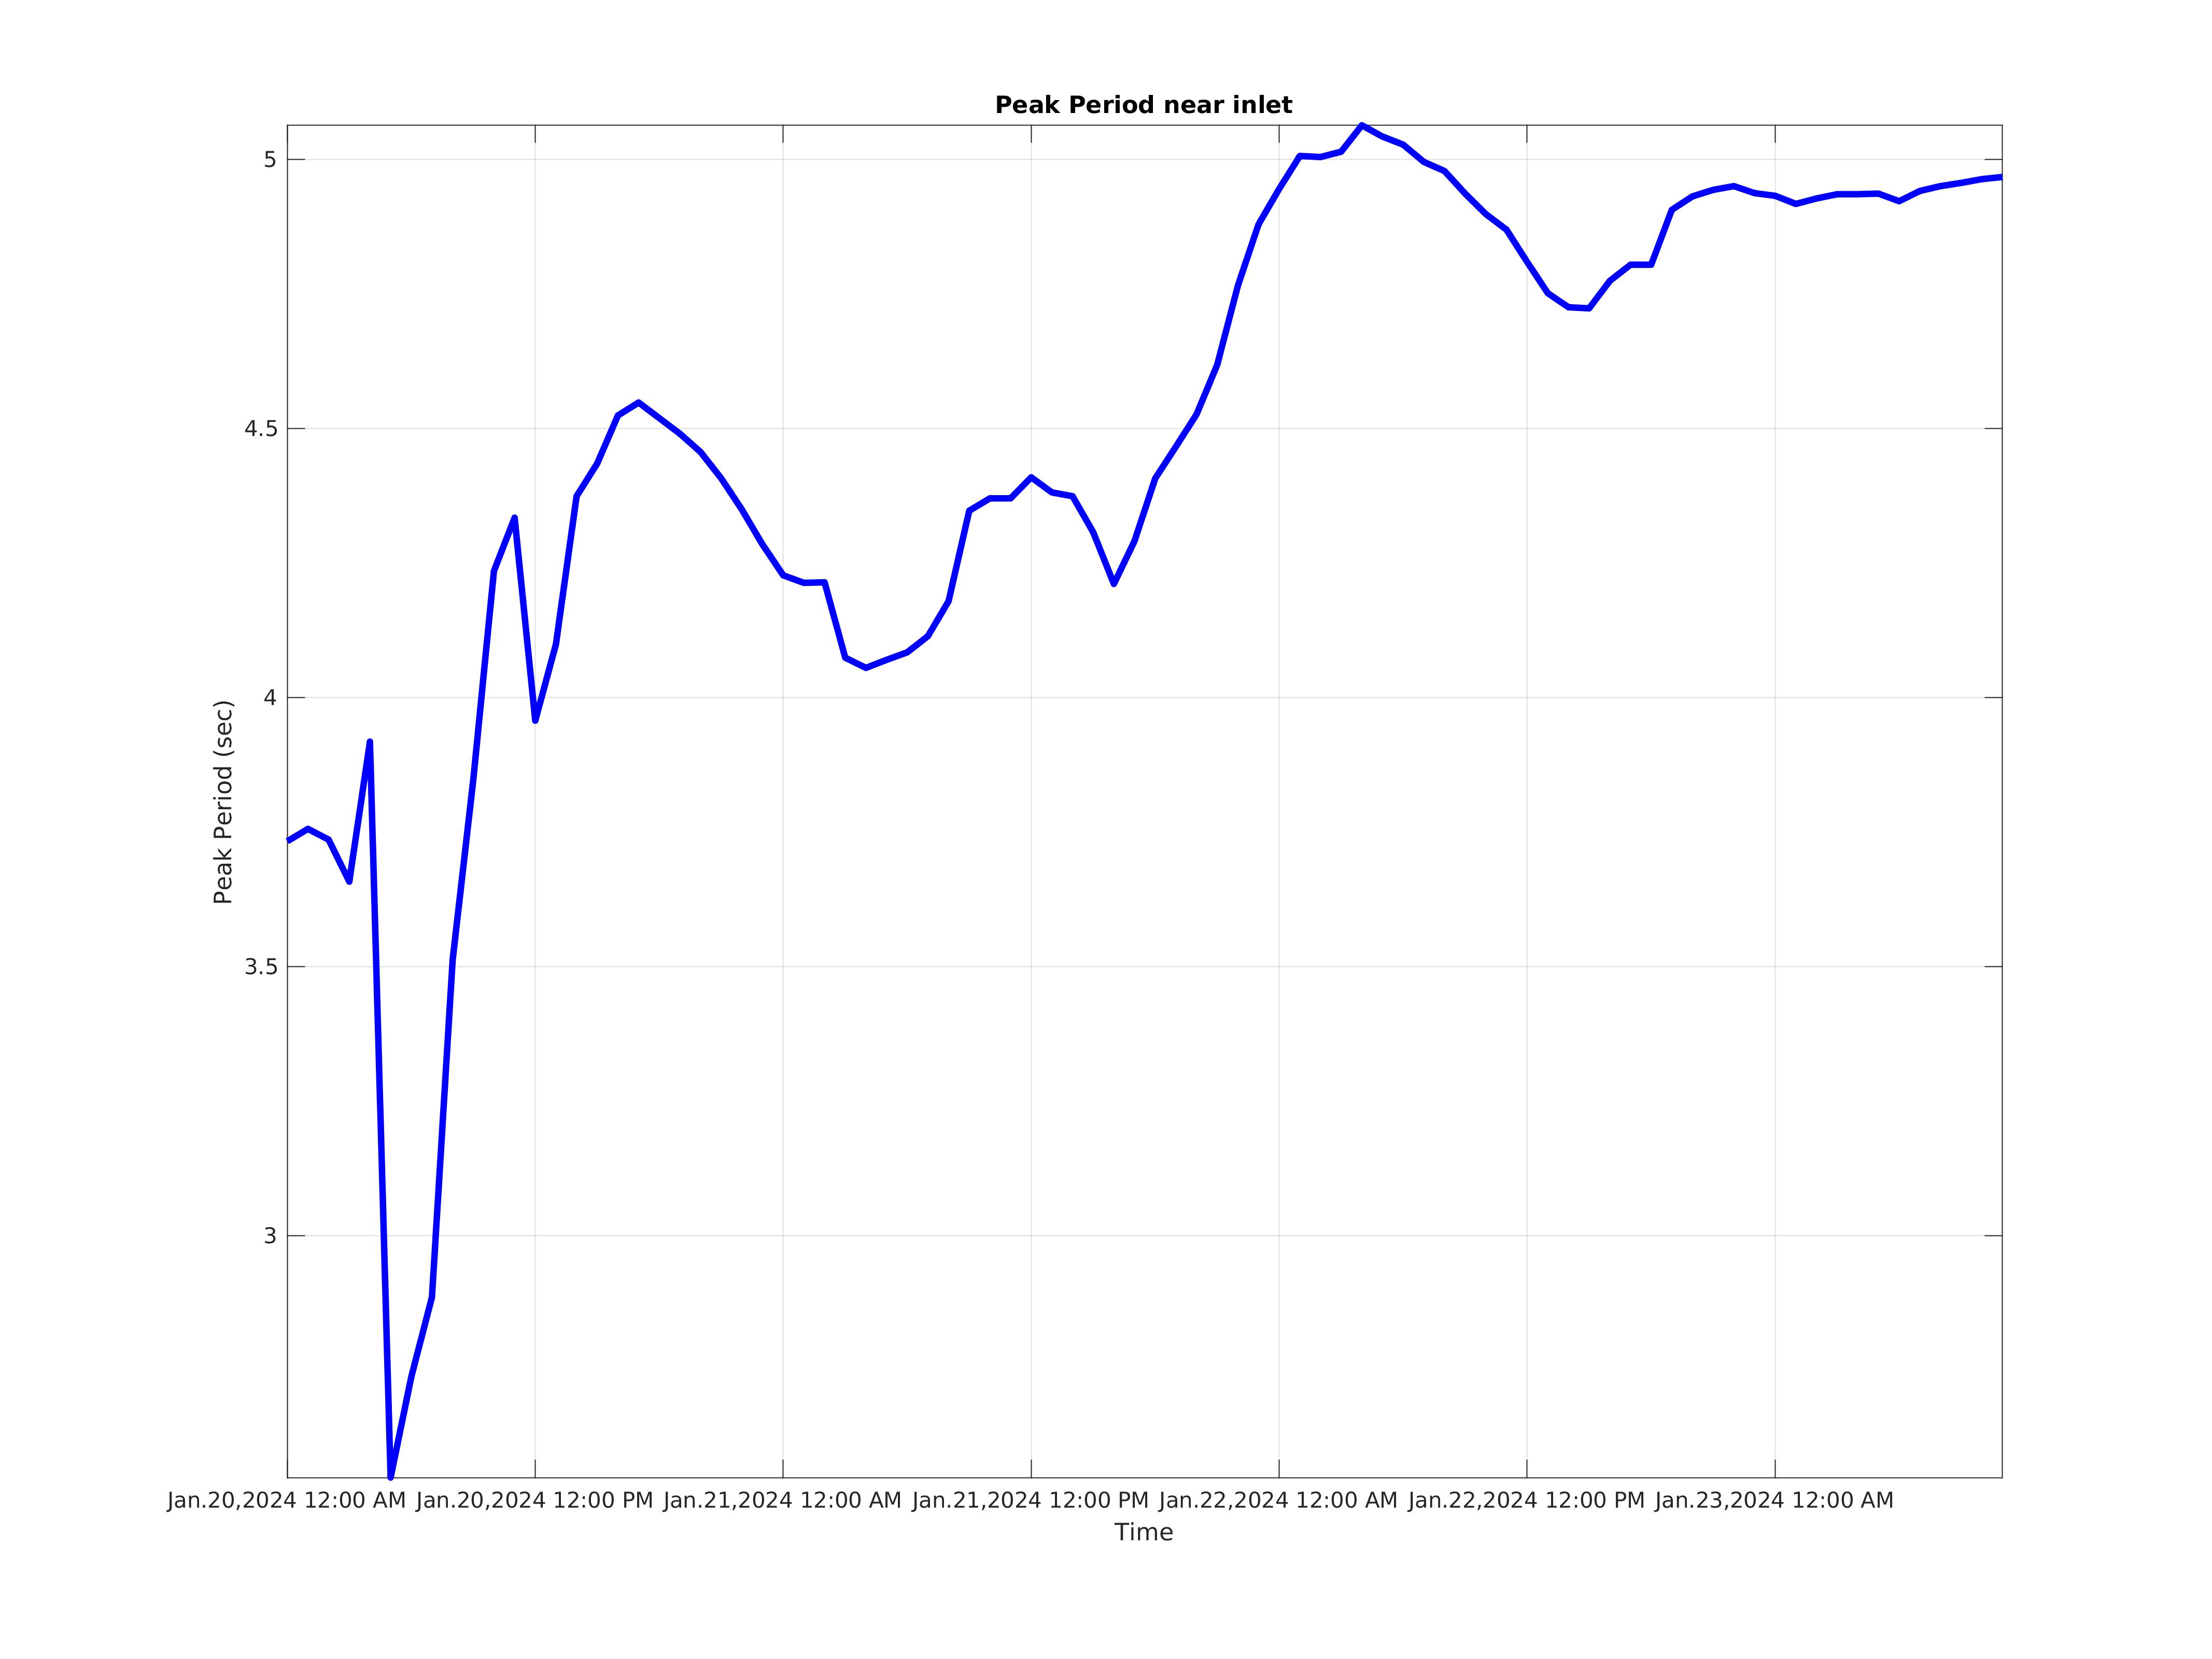 Peak Period near inlet
5
4.5
4
3.5
3
Peak Period (sec)
Jan.20,2024 12:00 AM Jan.20,2024 12:00 PM Jan.21,2024 12:00 AM Jan.21,2024 12:00 PM Jan.22,2024 12:00 AM Jan.22,2024 12:00 PM Jan.23,2024 12:00 AM
Time